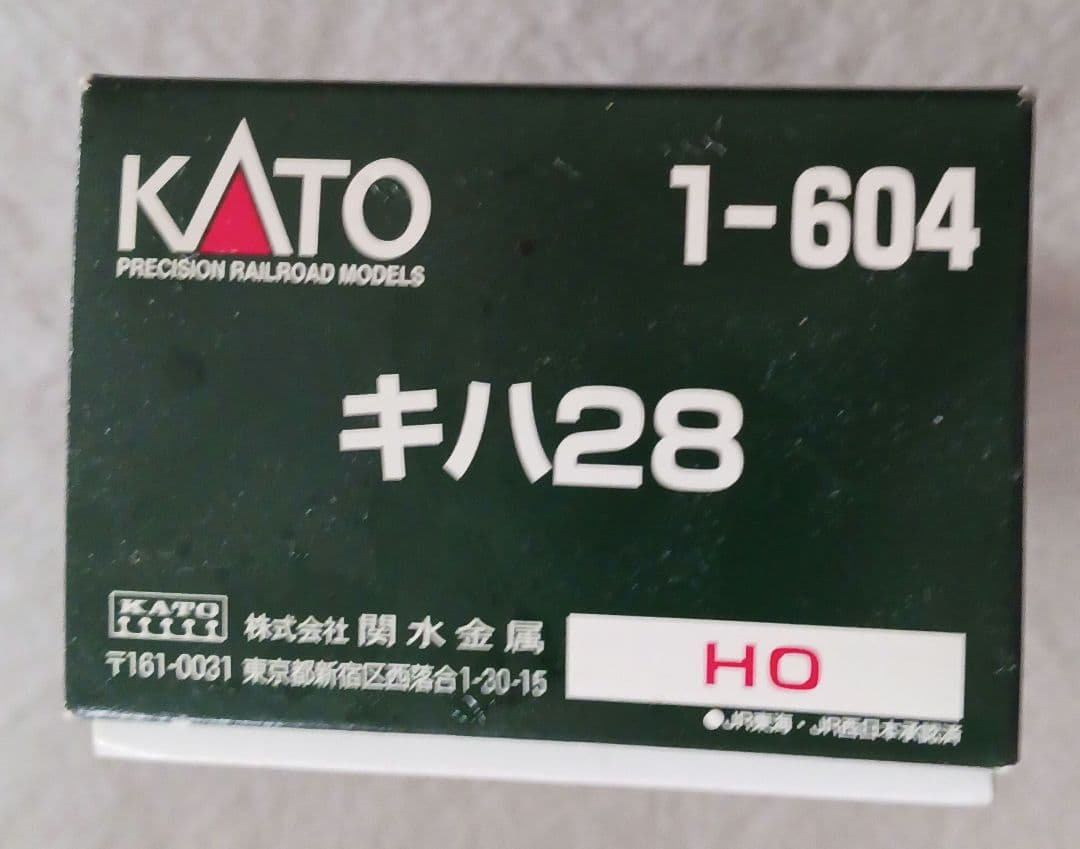 KATO 1-604
PRECISION RAILROAD MODELS
キハ28
KATO 株式会社 関水金属
〒161-0031 東京都新宿区西落合1-30-15
HO
●JR東海・JR西日本承認済